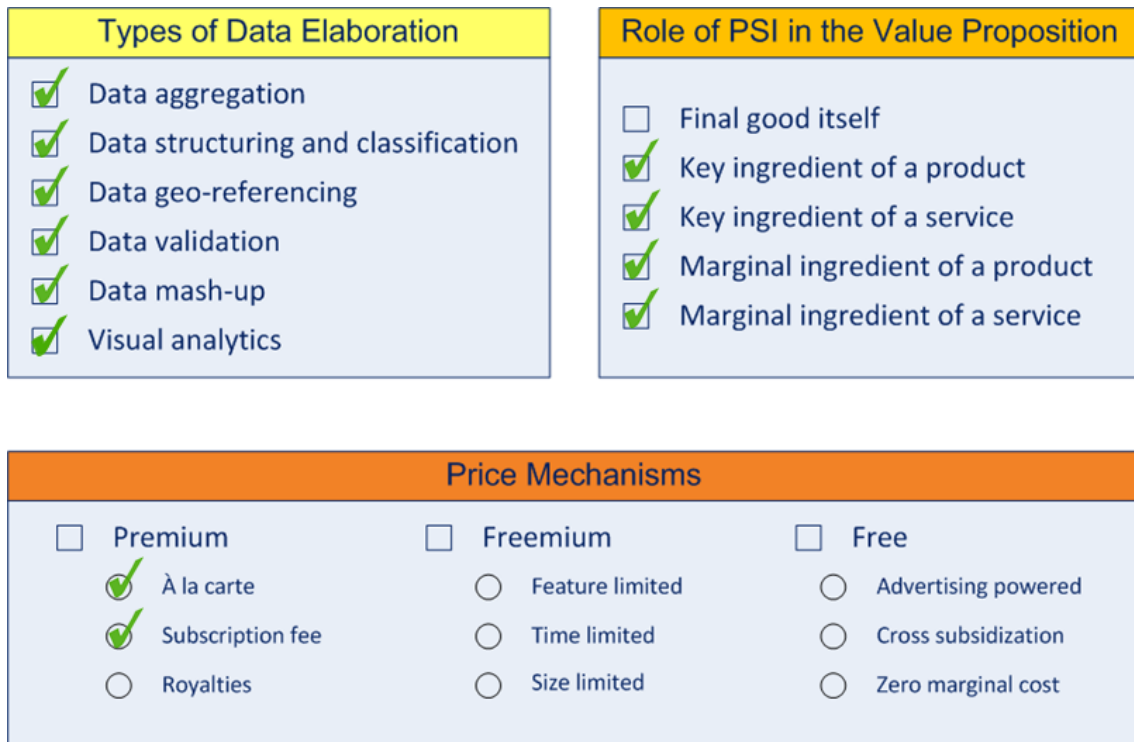 Types of Data Elaboration
Data aggregation
Data structuring and classification
Data geo-referencing
Data validation
Data mash-up
Visual analytics
Role of PSI in the Value Proposition
Final good itself
Key ingredient of a product
Key ingredient of a service
Marginal ingredient of a product
Marginal ingredient of a service
Price Mechanisms
Premium
À la carte
Subscription fee
Royalties
Freemium
Feature limited
Time limited
Size limited
Free
Advertising powered
Cross subsidization
Zero marginal cost